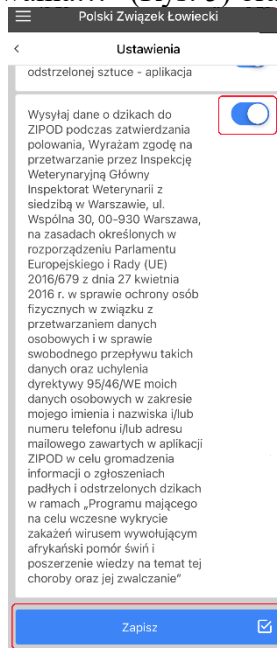 Polski Związek Łowiecki
Ustawienia
odstrzelonej sztuce - aplikacja
Wysyłaj dane o dzikach do
ZIPOD podczas zatwierdzania
polowania, Wyrażam zgodę na
przetwarzanie przez Inspekcję
Weterynaryjną Główny
Inspektorat Weterynarii z
siedzibą w Warszawie, ul.
Wspólna 30, 00-930 Warszawa,
na zasadach określonych w
rozporządzeniu Parlamentu
Europejskiego i Rady (UE)
2016/679 z dnia 27 kwietnia
2016 r. w sprawie ochrony osób
fizycznych w związku z
przetwarzaniem danych
osobowych i w sprawie
swobodnego przepływu takich
danych oraz uchylenia
dyrektywy 95/46/WE moich
danych osobowych w zakresie
mojego imienia i nazwiska i/lub
numeru telefonu i/lub adresu
mailowego zawartych w aplikacji
ZIPOD w celu gromadzenia
informacji o zgłoszeniach
padłych i odstrzelonych dzikach
w ramach „Programu mającego
na celu wczesne wykrycie
zakażeń wirusem wywołującym
afrykański pomór świń i
poszerzenie wiedzy na temat tej
choroby oraz jej zwalczanie"
Zapisz